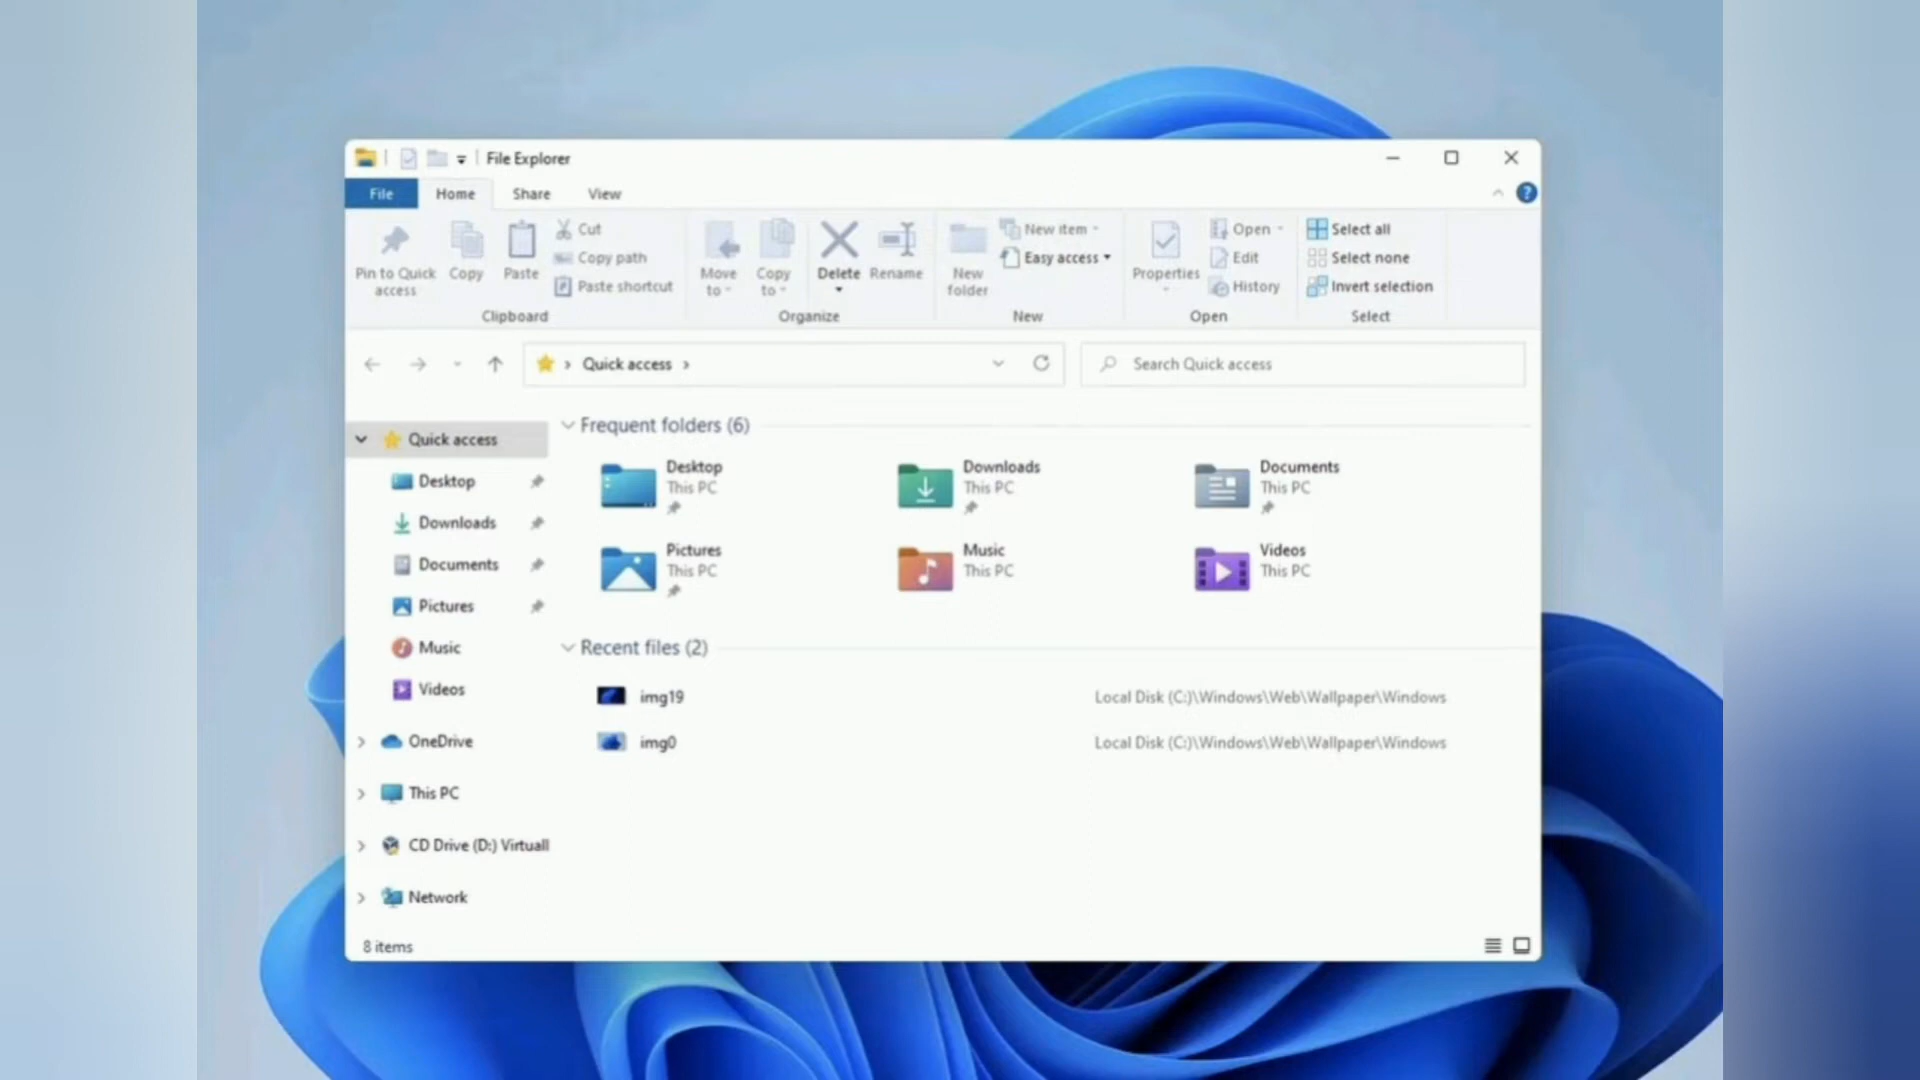 File Explorer
File Home Share View
Pin to Quick access
Copy
Paste
Cut
Copy path
Paste shortcut
Clipboard
Move to
Copy to
Delete
Rename
Organize
New folder
New item
Easy access
New
Properties
Open
Edit
History
Open
Select all
Select none
Invert selection
Select
Quick access
Search Quick access
Quick access
Desktop
Downloads
Documents
Pictures
Music
Videos
OneDrive
This PC
CD Drive (D:) Virtuall
Network
Frequent folders (6)
Desktop
This PC
Downloads
This PC
Documents
This PC
Pictures
This PC
Music
This PC
Videos
This PC
Recent files (2)
img19 Local Disk (C:)\Windows\Web\Wallpaper\Windows
img0 Local Disk (C:)\Windows\Web\Wallpaper\Windows
8 items